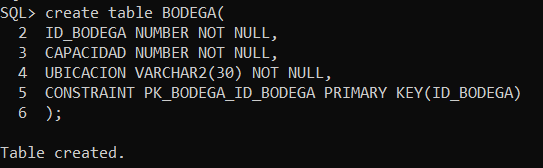 SQL> create table BODEGA(
2 ID_BODEGA NUMBER NOT NULL,
3 CAPACIDAD NUMBER NOT NULL,
4 UBICACION VARCHAR2(30) NOT NULL,
5 CONSTRAINT PK_BODEGA_ID_BODEGA PRIMARY KEY(ID_BODEGA)
6 );
Table created.